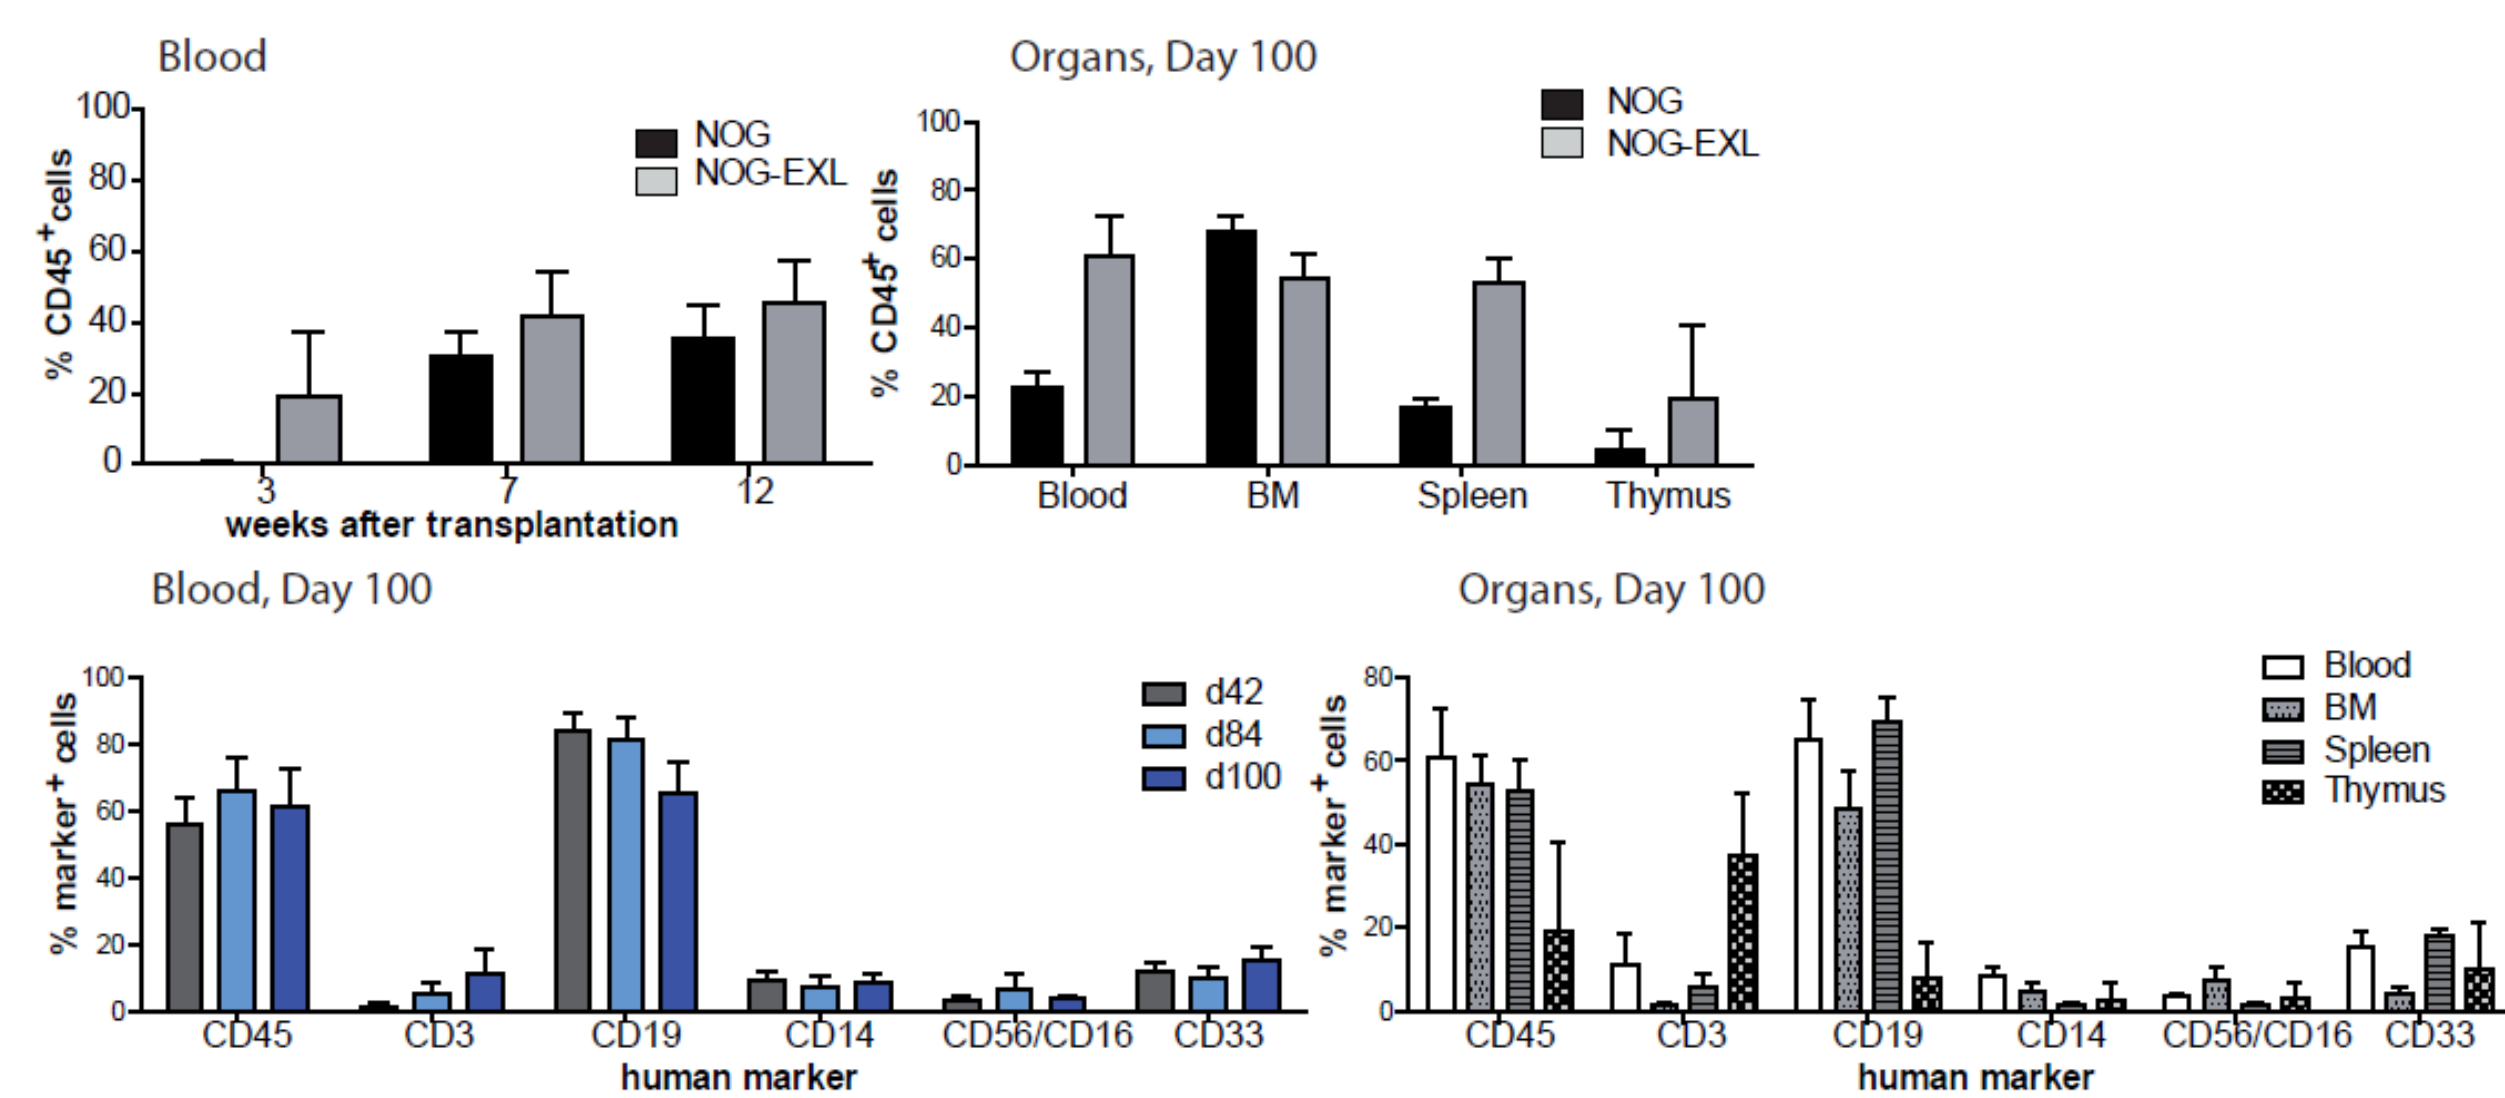 Blood
100
80
60
40
20
0
% CD45+cells
NOG
NOG-EXL
3 7 12
weeks after transplantation
Organs, Day 100
100
80
60
40
20
0
% CD45+ cells
NOG
NOG-EXL
Blood BM Spleen Thymus
Blood, Day 100
100
80
60
40
20
0
% marker+ cells
d42
d84
d100
CD45 CD3 CD19 CD14 CD56/CD16 CD33
human marker
Organs, Day 100
80
60
40
20
0
% marker+ cells
Blood
BM
Spleen
Thymus
CD45 CD3 CD19 CD14 CD56/CD16 CD33
human marker